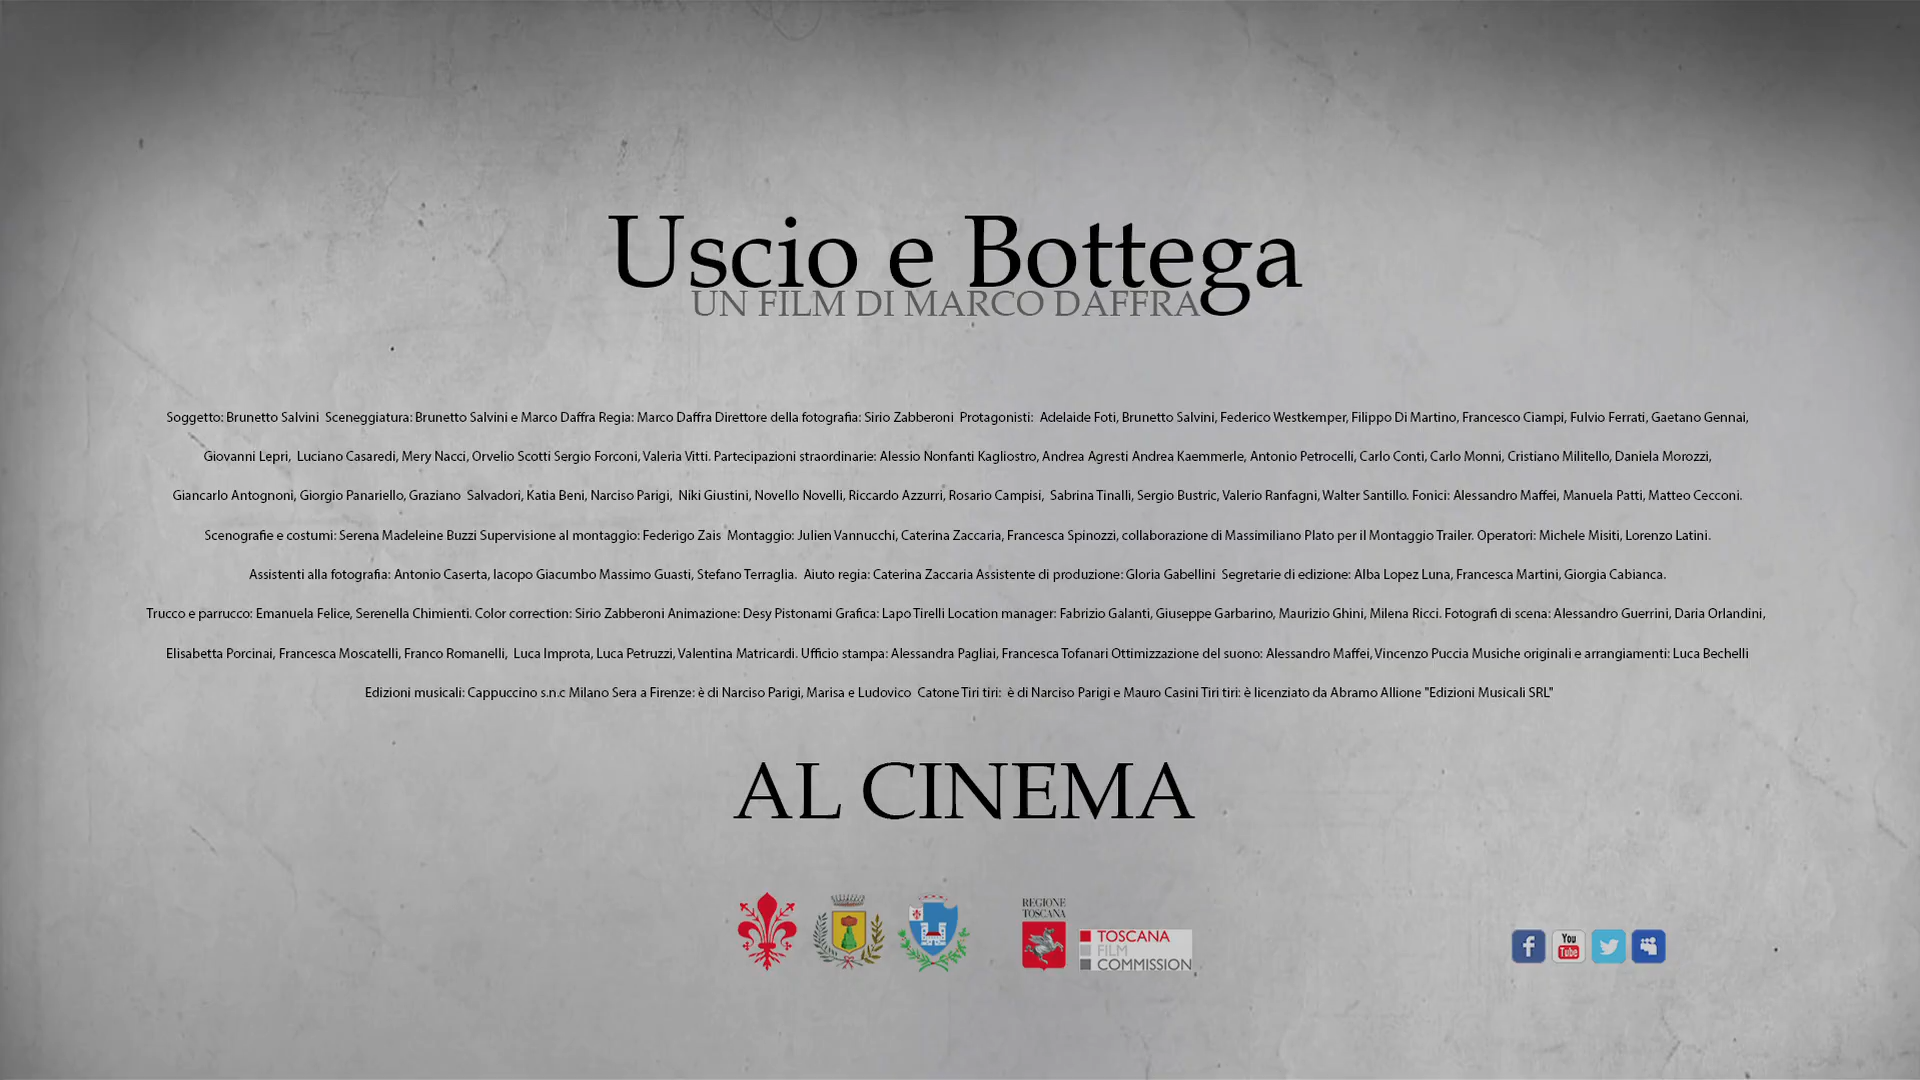 Uscio e Bottega
UN FILM DI MARCO DAFFRA
Soggetto: Brunetto Salvini  Sceneggiatura: Brunetto Salvini e Marco Daffra Regia: Marco Daffra Direttore della fotografia: Sirio Zabberoni  Protagonisti:  Adelaide Foti, Brunetto Salvini, Federico Westkemper, Filippo Di Martino, Francesco Ciampi, Fulvio Ferrati, Gaetano Gennai,
Giovanni Lepri,  Luciano Casaredi, Mery Nacci, Orvelio Scotti Sergio Forconi, Valeria Vitti. Partecipazioni straordinarie: Alessio Nonfanti Kagliostro, Andrea Agresti Andrea Kaemmerle, Antonio Petrocelli, Carlo Conti, Carlo Monni, Cristiano Militello, Daniela Morozzi,
Giancarlo Antognoni, Giorgio Panariello, Graziano  Salvadori, Katia Beni, Narciso Parigi,  Niki Giustini, Novello Novelli, Riccardo Azzurri, Rosario Campisi,  Sabrina Tinalli, Sergio Bustric, Valerio Ranfagni, Walter Santillo. Fonici: Alessandro Maffei, Manuela Patti, Matteo Cecconi.
Scenografie e costumi: Serena Madeleine Buzzi Supervisione al montaggio: Federigo Zais  Montaggio: Julien Vannucchi, Caterina Zaccaria, Francesca Spinozzi, collaborazione di Massimiliano Plato per il Montaggio Trailer. Operatori: Michele Misiti, Lorenzo Latini.
Assistenti alla fotografia: Antonio Caserta, Iacopo Giacumbo Massimo Guasti, Stefano Terraglia.  Aiuto regia: Caterina Zaccaria Assistente di produzione: Gloria Gabellini  Segretarie di edizione: Alba Lopez Luna, Francesca Martini, Giorgia Cabianca.
Trucco e parrucco: Emanuela Felice, Serenella Chimienti. Color correction: Sirio Zabberoni Animazione: Desy Pistonami Grafica: Lapo Tirelli Location manager: Fabrizio Galanti, Giuseppe Garbarino, Maurizio Ghini, Milena Ricci. Fotografi di scena: Alessandro Guerrini, Daria Orlandini,
Elisabetta Porcinai, Francesca Moscatelli, Franco Romanelli,  Luca Improta, Luca Petruzzi, Valentina Matricardi. Ufficio stampa: Alessandra Pagliai, Francesca Tofanari Ottimizzazione del suono: Alessandro Maffei, Vincenzo Puccia Musiche originali e arrangiamenti: Luca Bechelli
Edizioni musicali: Cappuccino s.n.c Milano Sera a Firenze: è di Narciso Parigi, Marisa e Ludovico  Catone Tiri tiri:  è di Narciso Parigi e Mauro Casini Tiri tiri: è licenziato da Abramo Allione "Edizioni Musicali SRL"
AL CINEMA
REGIONE
TOSCANA
TOSCANA
FILM
COMMISSION
You
Tube